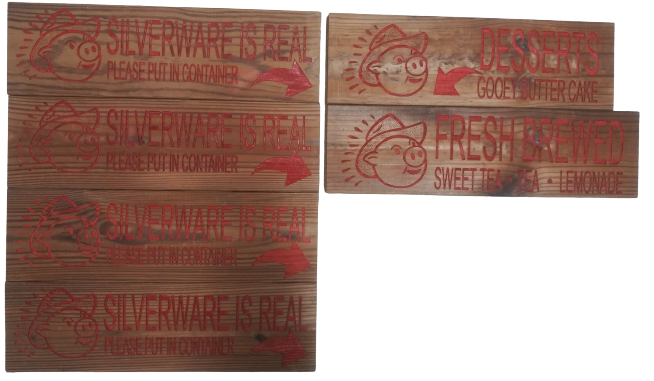 SILVERWARE IS REAL
PLEASE PUT IN CONTAINER
SILVERWARE IS REAL
PLEASE PUT IN CONTAINER
SILVERWARE IS REAL
PLEASE PUT IN CONTAINER
SILVERWARE IS REAL
PLEASE PUT IN CONTAINER
DESSERTS
GOOEY BUTTER CAKE
FRESH BREWED
SWEET TEA • TEA • LEMONADE